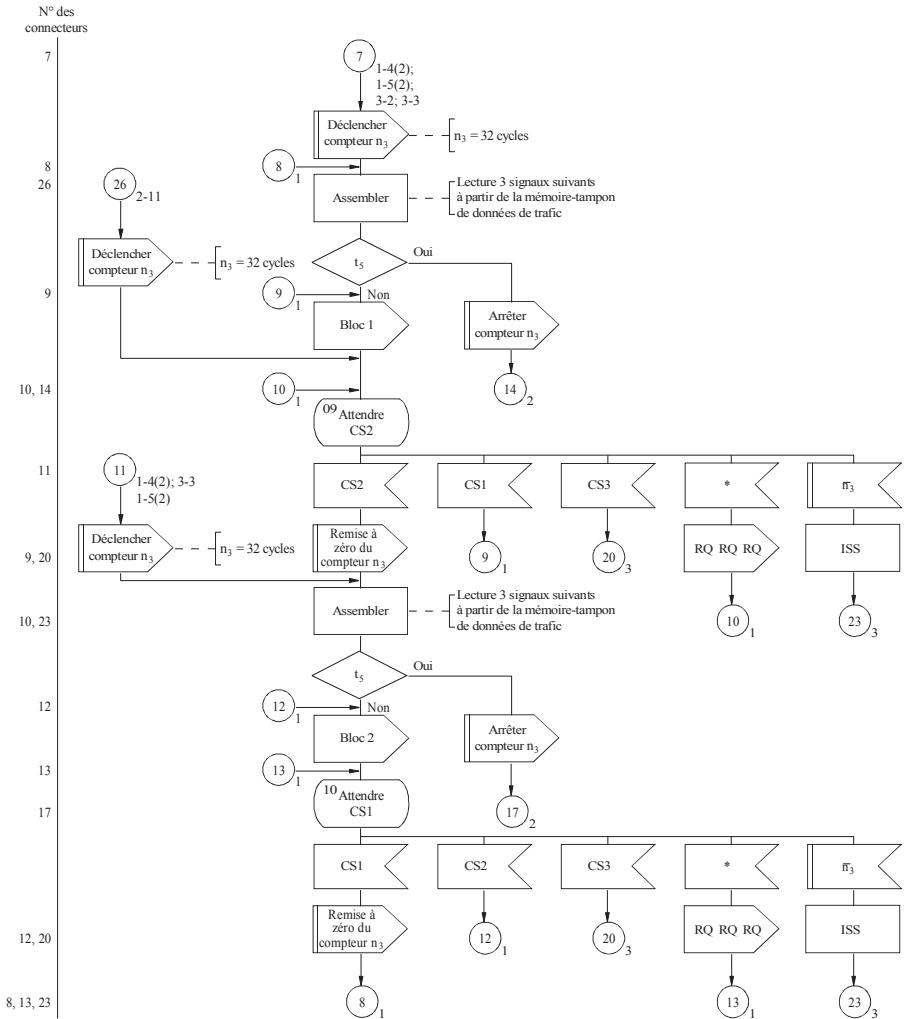 N° des
connecteurs
7
7
1-4(2);
1-5(2);
3-2; 3-3
Déclencher
compteur n3
n3 = 32 cycles
8
8
1
26
26
2-11
Assembler
Lecture 3 signaux suivants
à partir de la mémoire-tampon
de données de trafic
Déclencher
compteur n3
n3 = 32 cycles
t5
Oui
9
9
1
Non
Bloc 1
Arrêter
compteur n3
10, 14
10
1
14
2
09
Attendre
CS2
11
11
1-4(2); 3-3
1-5(2)
CS2
CS1
CS3
*
n̅3
Déclencher
compteur n3
n3 = 32 cycles
9, 20
Remise à
zéro du
compteur n3
9
1
20
3
RQ RQ RQ
ISS
Assembler
Lecture 3 signaux suivants
à partir de la mémoire-tampon
de données de trafic
10, 23
10
1
23
3
t5
Oui
12
12
1
Non
Bloc 2
Arrêter
compteur n3
13
13
1
10
Attendre
CS1
17
17
2
CS1
CS2
CS3
*
n̅3
12, 20
Remise à
zéro du
compteur n3
12
1
20
3
RQ RQ RQ
ISS
8, 13, 23
8
1
13
1
23
3